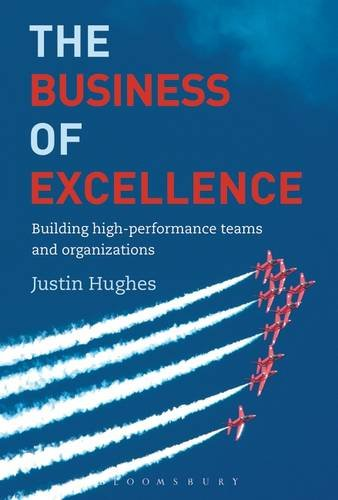 THE
BUSINESS
OF
EXCELLENCE
Building high-performance teams
and organizations
Justin Hughes
BLOOMSBURY